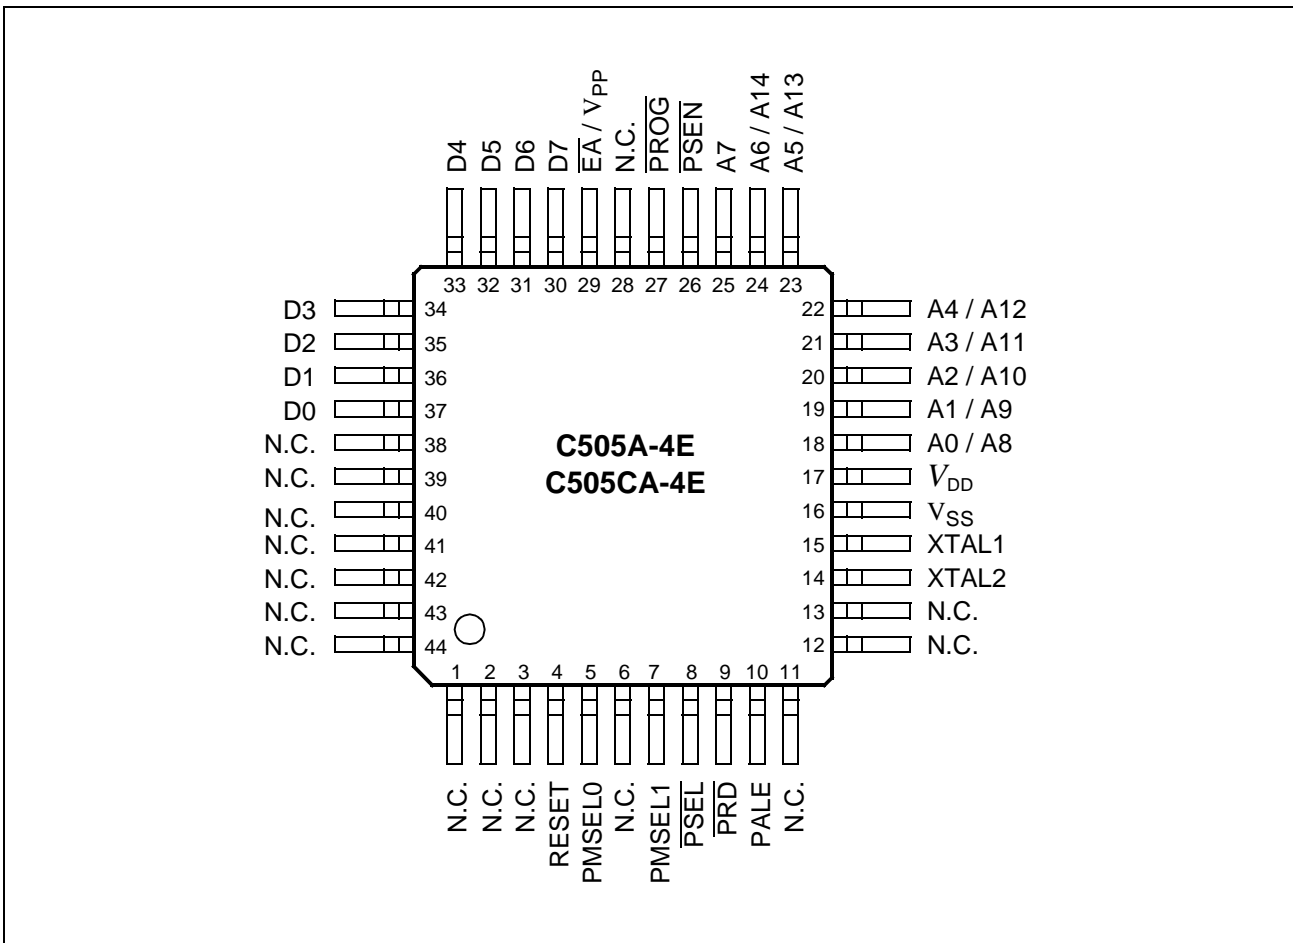 D4
D5
D6
D7
EA / VPP
N.C.
PROG
PSEN
A7
A6 / A14
A5 / A13
33 32 31 30 29 28 27 26 25 24 23
D3 34
D2 35
D1 36
D0 37
N.C. 38
N.C. 39
N.C. 40
N.C. 41
N.C. 42
N.C. 43
N.C. 44
C505A-4E
C505CA-4E
22 A4 / A12
21 A3 / A11
20 A2 / A10
19 A1 / A9
18 A0 / A8
17 VDD
16 VSS
15 XTAL1
14 XTAL2
13 N.C.
12 N.C.
1 2 3 4 5 6 7 8 9 10 11
N.C.
N.C.
N.C.
RESET
PMSEL0
N.C.
PMSEL1
PSEL
PRD
PALE
N.C.